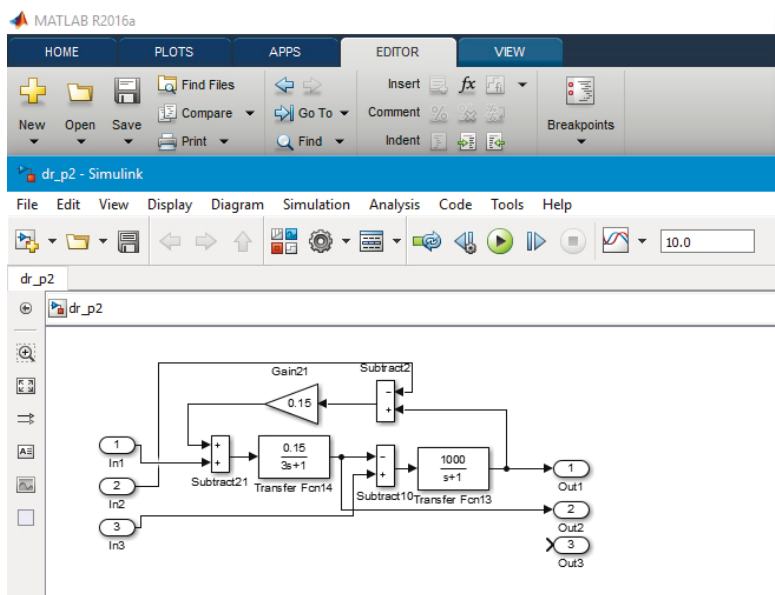 MATLAB R2016a
HOME PLOTS APPS EDITOR VIEW
New
Open
Save
Find Files
Compare
Print
Go To
Find
Insert fx
Comment
Indent
Breakpoints
dr_p2 - Simulink
File Edit View Display Diagram Simulation Analysis Code Tools Help
10.0
dr_p2
dr_p2
Gain21
0.15
Subtract2
-
+
1
In1
2
In2
3
In3
+
+
Subtract21
0.15
3s+1
Transfer Fcn14
-
+
Subtract10
1000
s+1
Transfer Fcn13
1
Out1
2
Out2
3
Out3